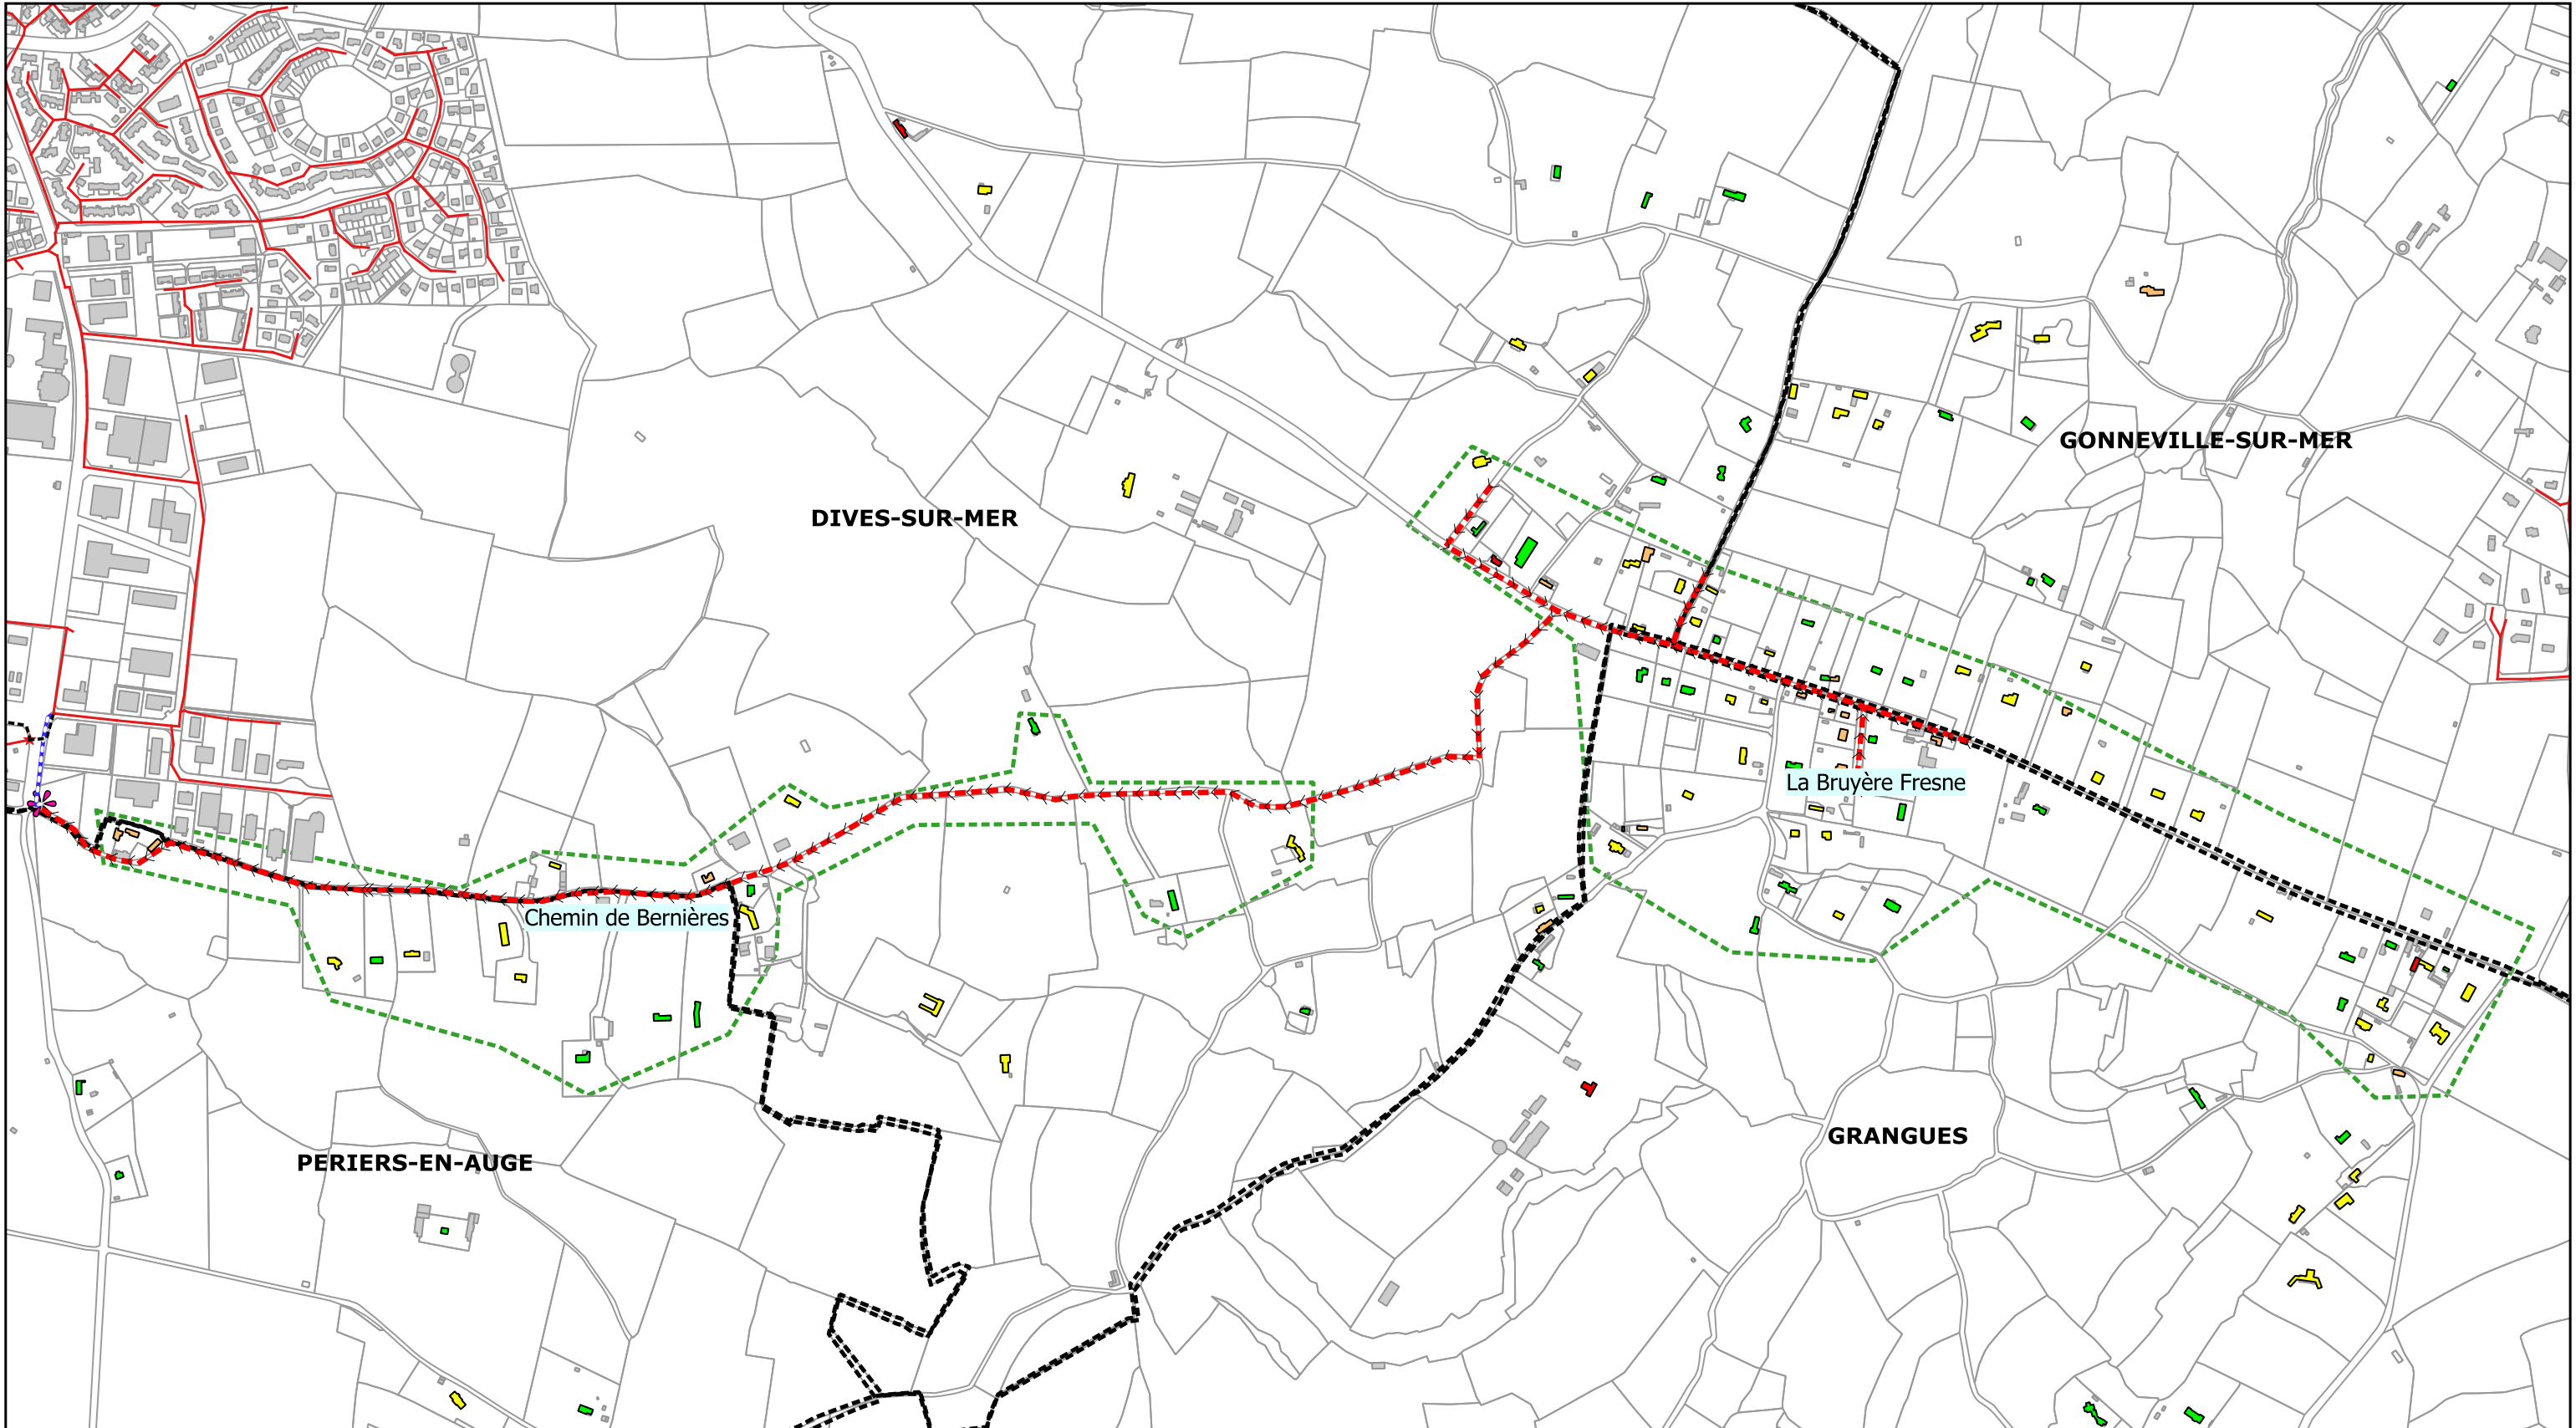 GONNEVILLE-SUR-MER
DIVES-SUR-MER
La Bruyère Fresne
Chemin de Bernières
GRANGUES
PERIERS-EN-AUGE